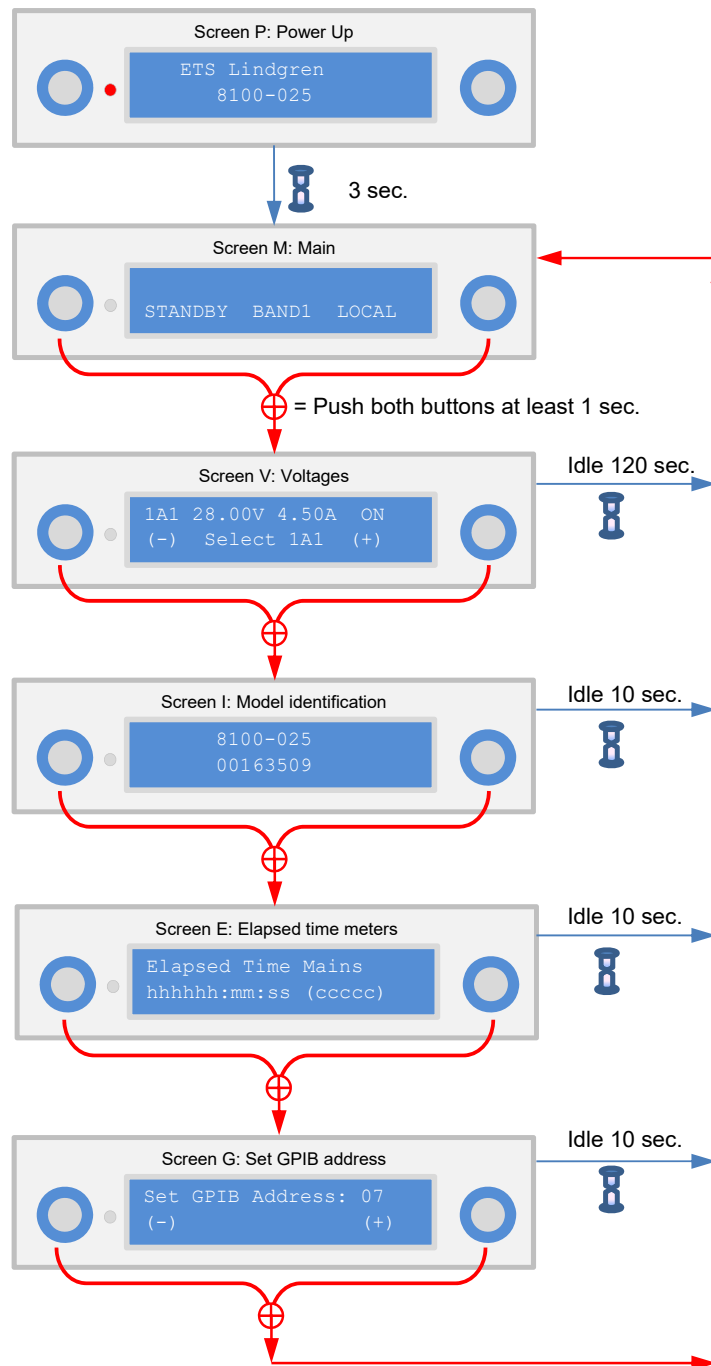 Screen P: Power Up
ETS Lindgren
8100-025
3 sec.
Screen M: Main
STANDBY BAND1 LOCAL
= Push both buttons at least 1 sec.
Screen V: Voltages
Idle 120 sec.
1A1 28.00V 4.50A ON
(-) Select 1A1 (+)
Screen I: Model identification
Idle 10 sec.
8100-025
00163509
Screen E: Elapsed time meters
Idle 10 sec.
Elapsed Time Mains
hhhhhh:mm:ss (ccccc)
Screen G: Set GPIB address
Idle 10 sec.
Set GPIB Address: 07
(-) (+)